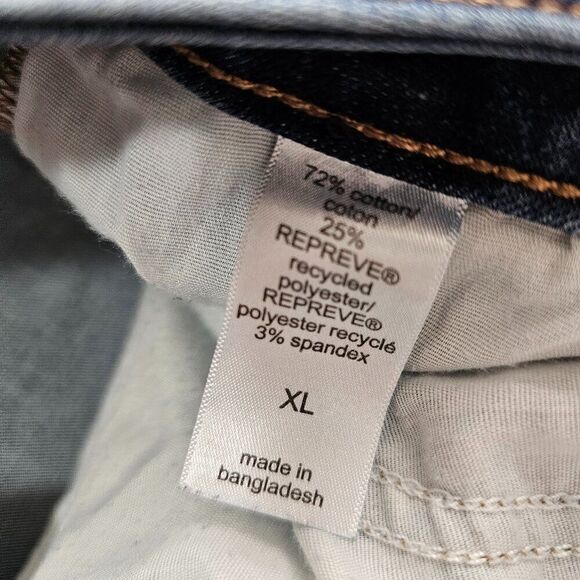 72% cotton/
coton
25%
REPREVE®
recycled
polyester/
REPREVE®
polyester recyclé
3% spandex
XL
made in
bangladesh